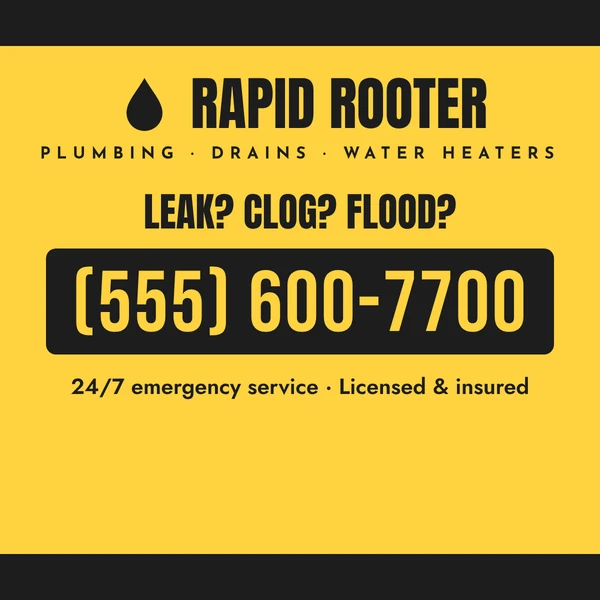 RAPID ROOTER
PLUMBING · DRAINS · WATER HEATERS
LEAK? CLOG? FLOOD?
(555) 600-7700
24/7 emergency service · Licensed & insured